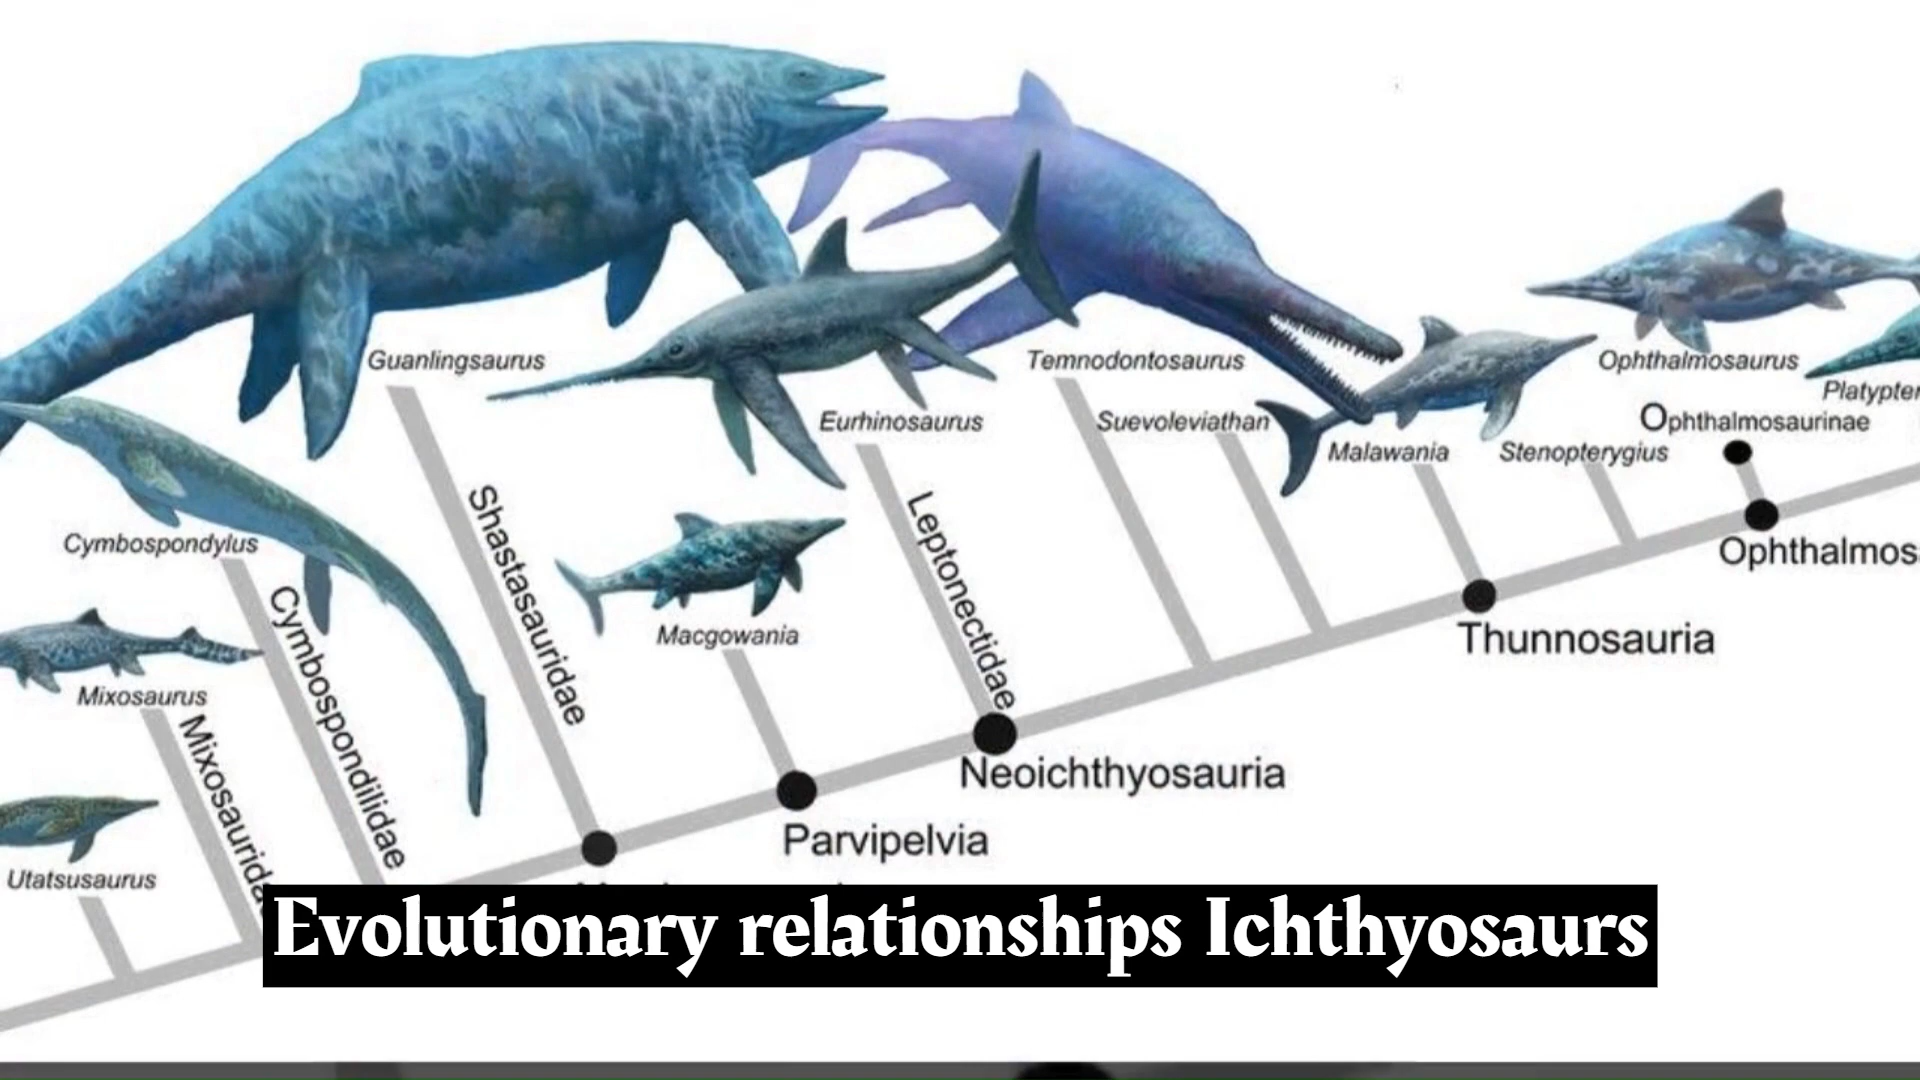 Guanlingsaurus
Temnodontosaurus
Ophthalmosaurus
Eurhinosaurus
Suevoleviathan
Ophthalmosaurinae
Malawania
Stenopterygius
Shastasauridae
Leptonectidae
Cymbospondylus
Ophthalmos
Cymbospondilidae
Macgowania
Thunnosauria
Mixosaurus
Mixosaurida
Neoichthyosauria
Parvipelvia
Utatsusaurus
Evolutionary relationships Ichthyosaurs